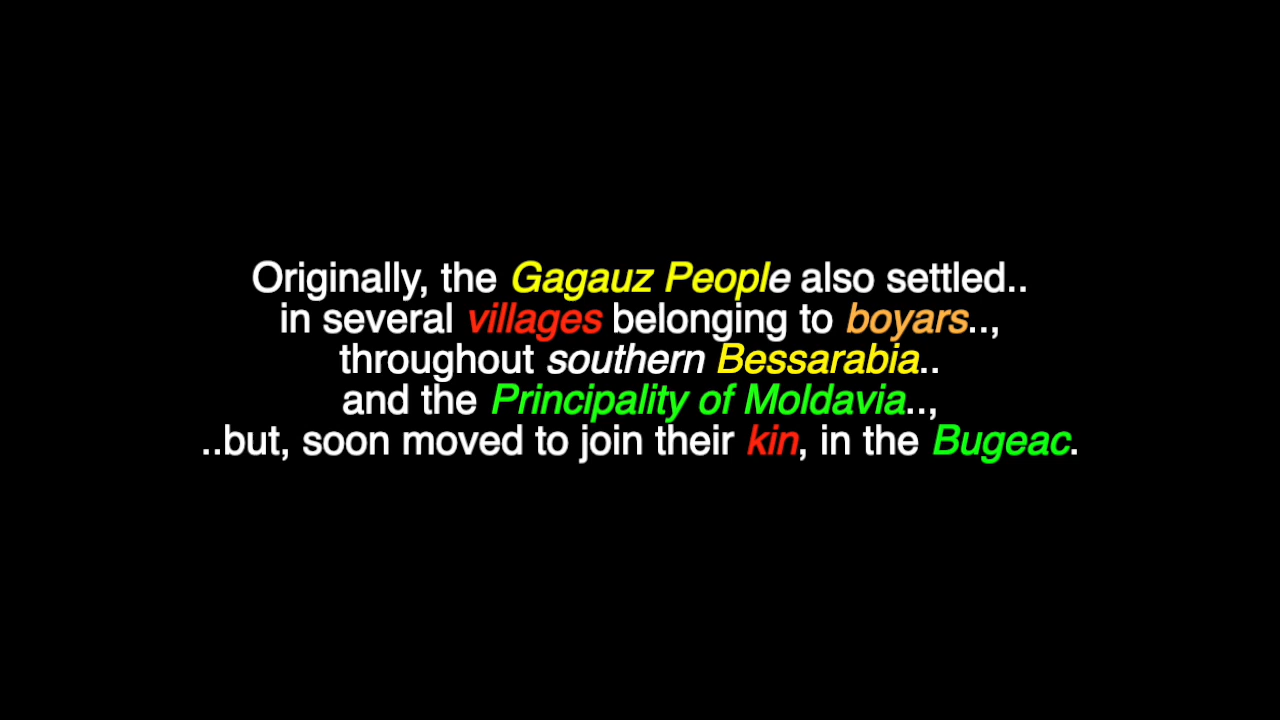 Originally, the Gagauz People also settled..
in several villages belonging to boyars..,
throughout southern Bessarabia..
and the Principality of Moldavia..,
..but, soon moved to join their kin, in the Bugeac.